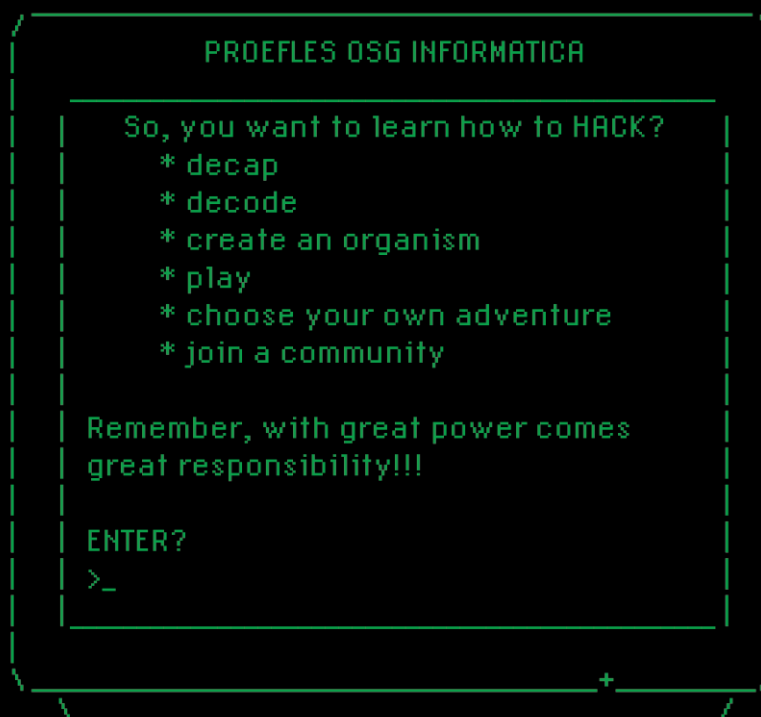 PROEFLES OSG INFORMATICA
So, you want to learn how to HACK?
* decap
* decode
* create an organism
* play
* choose your own adventure
* join a community
Remember, with great power comes
great responsibility!!!
ENTER?
>_